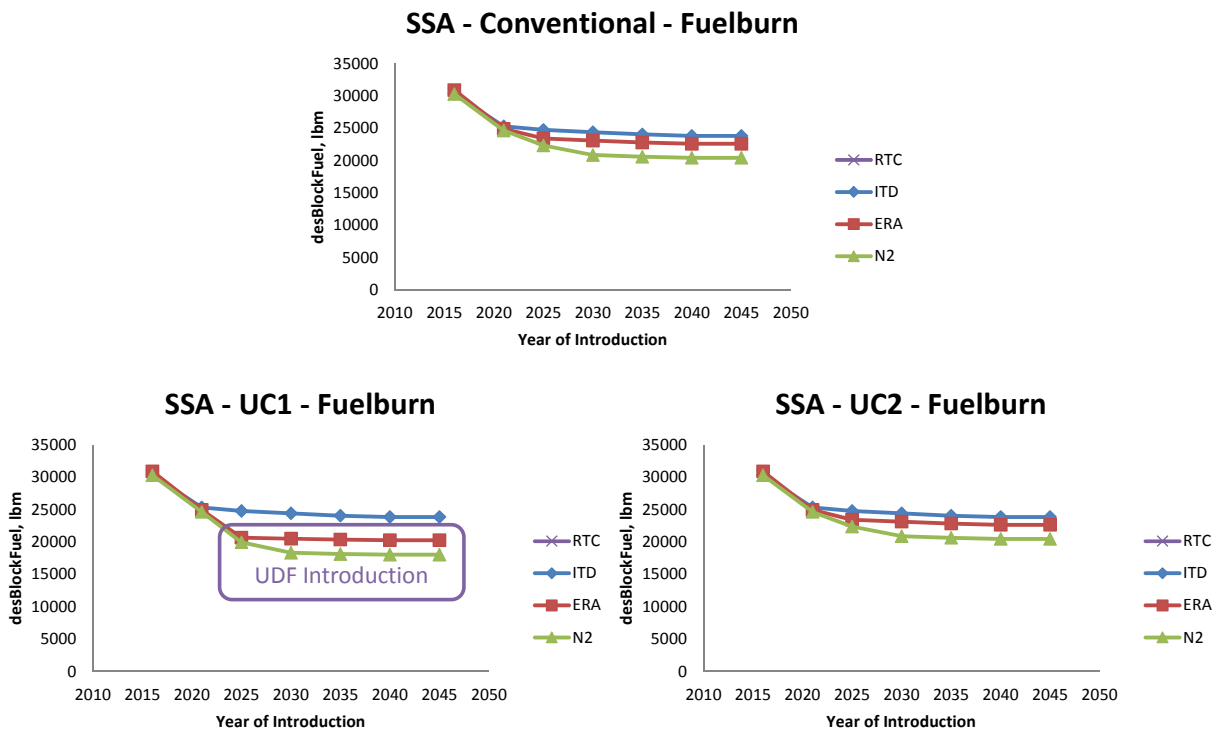 SSA - Conventional - Fuelburn
35000
30000
25000
20000
15000
10000
5000
0
desBlockFuel, lbm
2010 2015 2020 2025 2030 2035 2040 2045 2050
Year of Introduction
RTC
ITD
ERA
N2
SSA - UC1 - Fuelburn
35000
30000
25000
20000
15000
10000
5000
0
desBlockFuel, lbm
UDF Introduction
2010 2015 2020 2025 2030 2035 2040 2045 2050
Year of Introduction
RTC
ITD
ERA
N2
SSA - UC2 - Fuelburn
35000
30000
25000
20000
15000
10000
5000
0
desBlockFuel, lbm
2010 2015 2020 2025 2030 2035 2040 2045 2050
Year of Introduction
RTC
ITD
ERA
N2